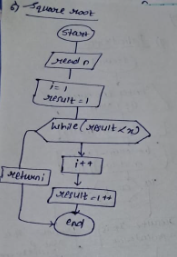 Square root
Start
read n
i = 1
result = 1
while (result < x)
i++
return i
result = i++
end